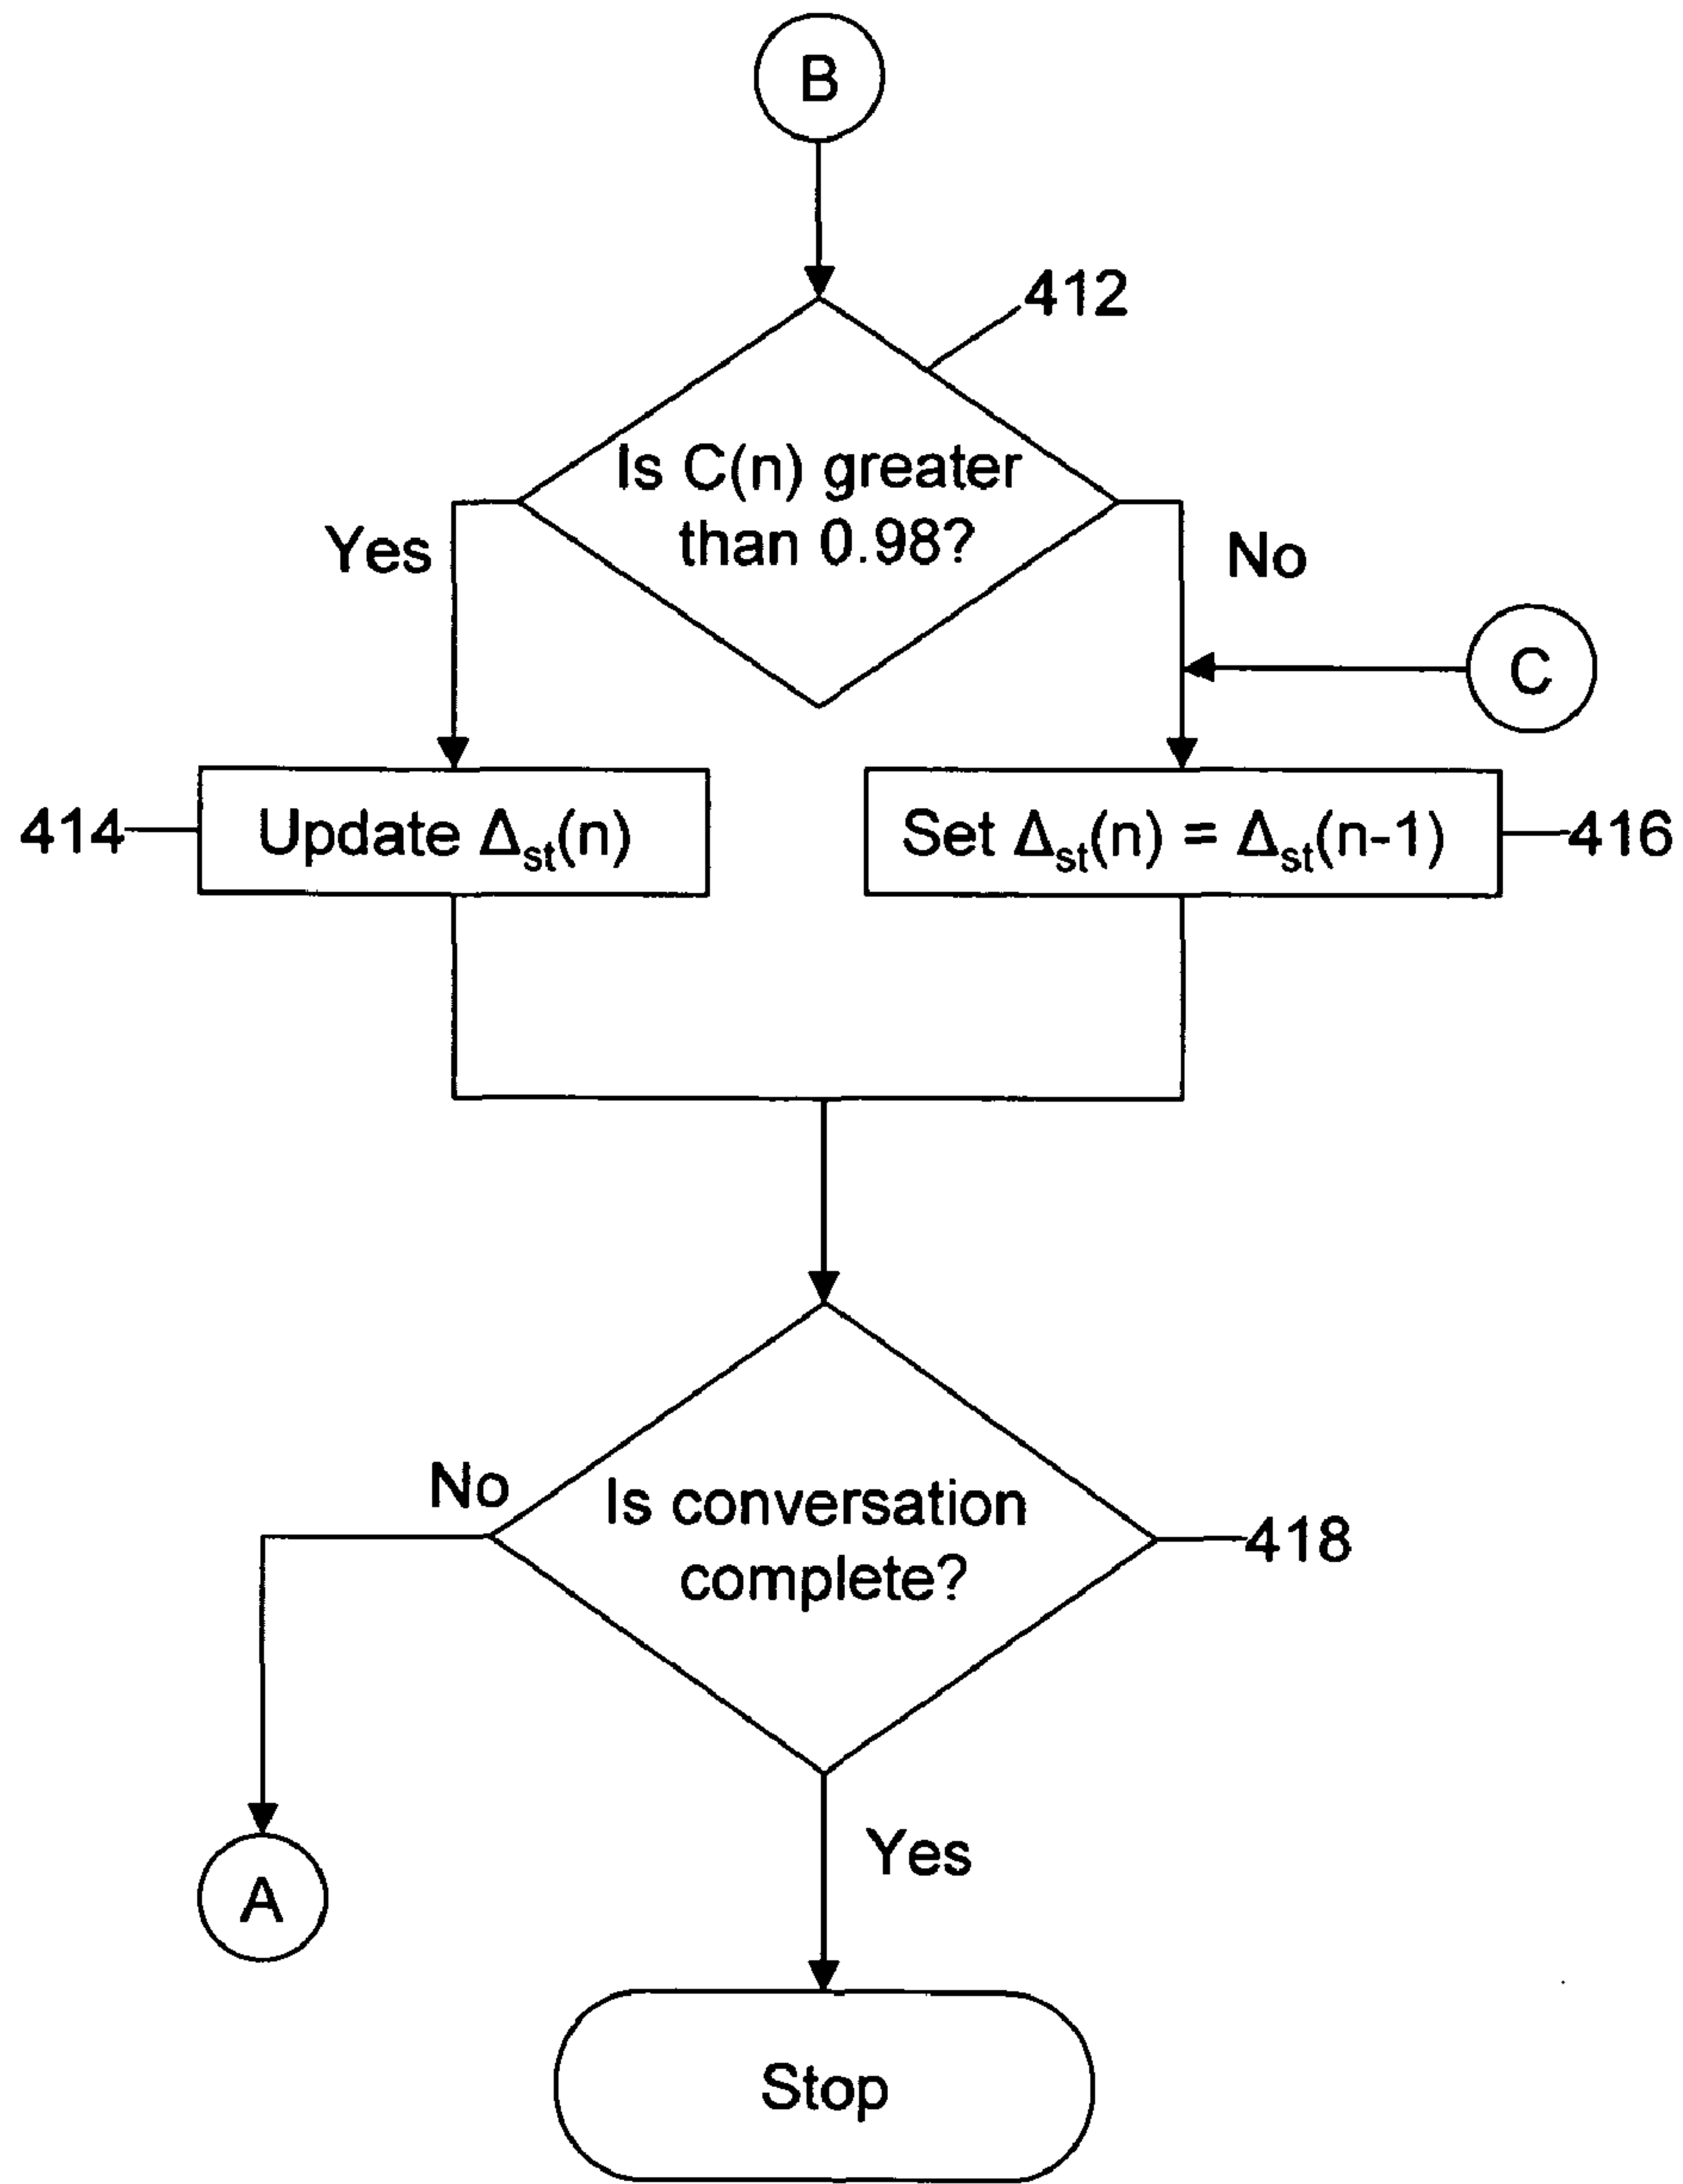 B
412
Is C(n) greater
than 0.98?
Yes
No
C
414
Update Δst(n)
Set Δst(n) = Δst(n-1)
416
No
Is conversation
complete?
418
Yes
A
Stop